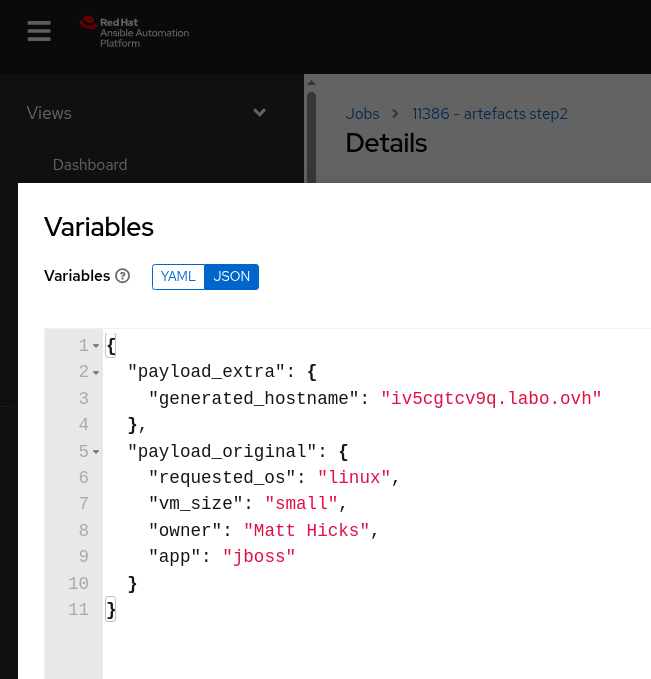 Red Hat
Ansible Automation
Platform
Views
Dashboard
Jobs > 11386 - artefacts step2
Details
Variables
Variables ? YAML JSON
1 {
2 "payload_extra": {
3 "generated_hostname": "iv5cgtcv9q.labo.ovh"
4 },
5 "payload_original": {
6 "requested_os": "linux",
7 "vm_size": "small",
8 "owner": "Matt Hicks",
9 "app": "jboss"
10 }
11 }